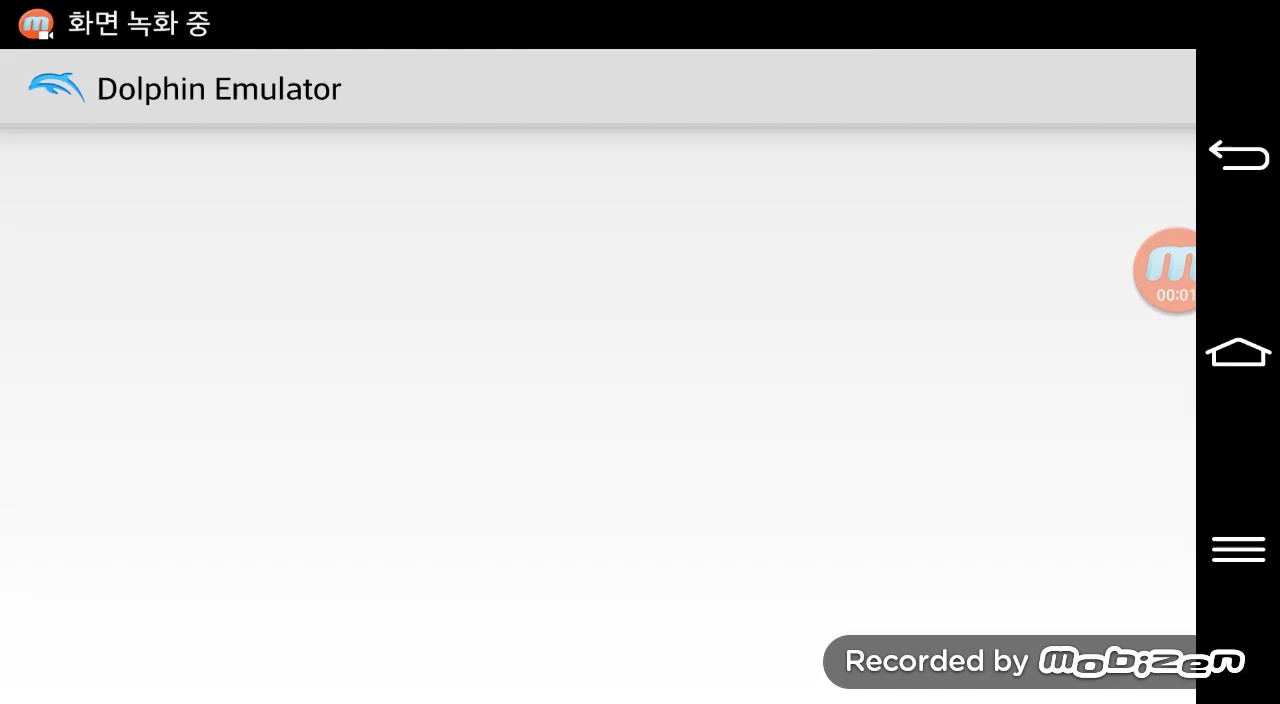 화면 녹화 중
Dolphin Emulator
00:01
Recorded by mobizen